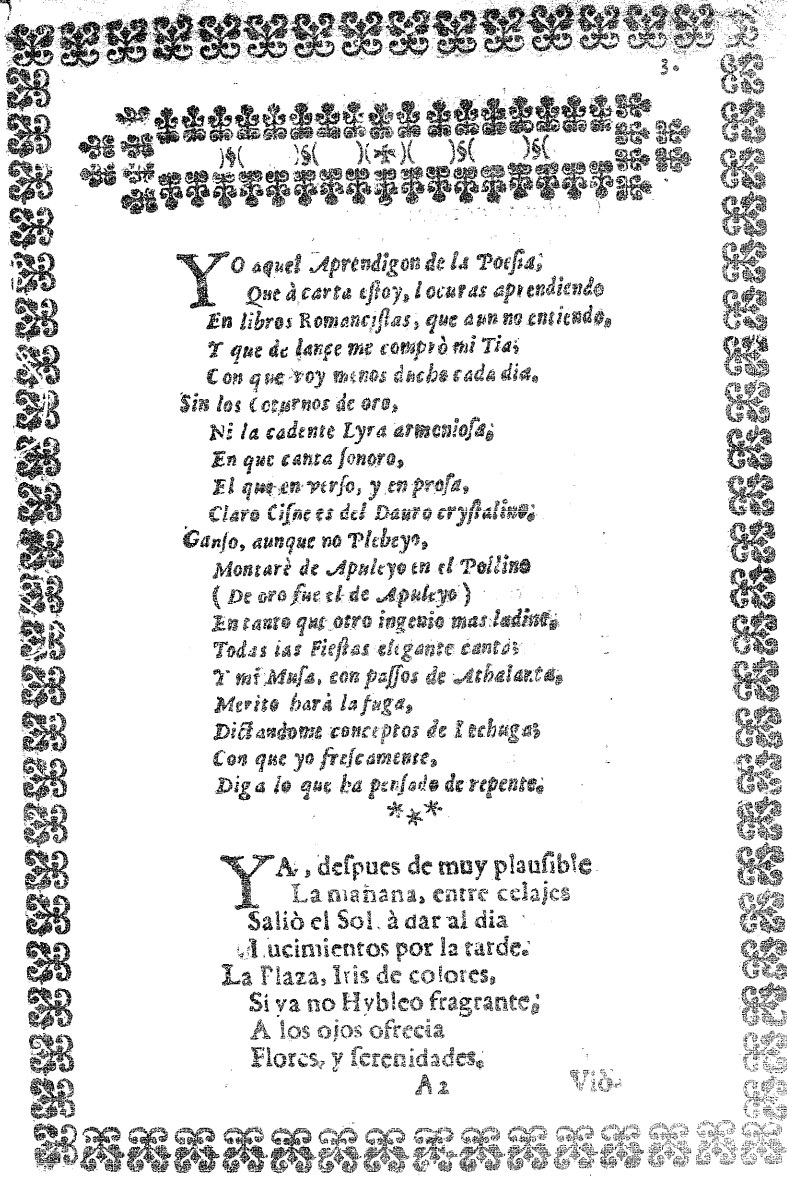 3.
)§( )§( )(✠)( )§( )§(
YO aquel Aprendigon de la Poesia;
Que à carta estoy, locuras aprendiendo
En libros Romancistas, que aun no entiendo,
Y que de lançe me comprò mi Tia;
Con que voy menos ducho cada dia.
Sin los Coturnos de oro,
Ni la cadente Lyra armoniosa;
En que canta sonoro,
El que en verso, y en prosa,
Claro Cisne es del Dauro crystalino;
Ganso, aunque no Plebeyo,
Montarè de Apuleyo en el Pollino
( De oro fue el de Apuleyo )
En tanto que otro ingenio mas ladino,
Todas las Fiestas elegante canta;
Y mi Musa, con passos de Athalanta,
Merito harà la fuga,
Dictandome conceptos de Lechuga;
Con que yo frescamente,
Diga lo que ha pensado de repente.
***
YA, despues de muy plausible
La mañana, entre celajes
Saliò el Sol, à dar al dia
Lucimientos por la tarde.
La Plaza, Iris de colores,
Si ya no Hybleo fragrante;
A los ojos ofrecia
Flores, y serenidades.
A2 Viò